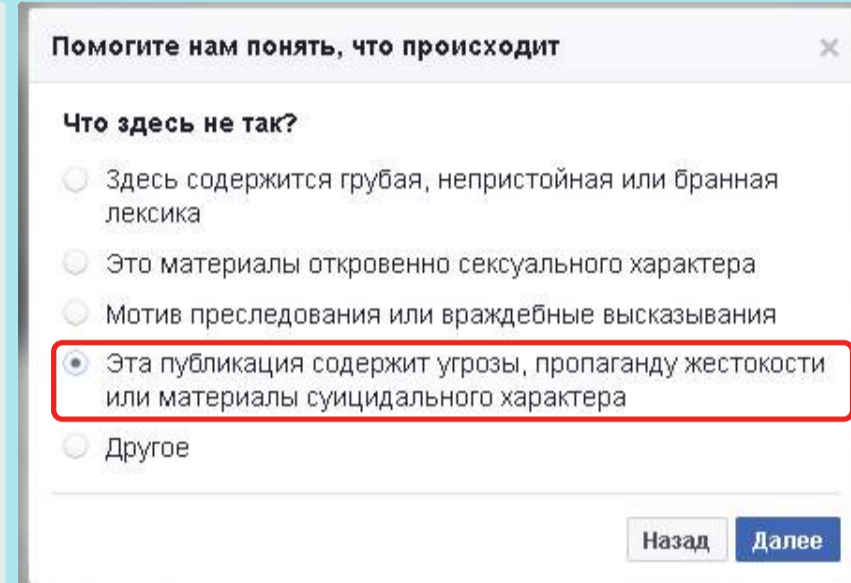 Помогите нам понять, что происходит
Что здесь не так?
Здесь содержится грубая, непристойная или бранная
лексика
Это материалы откровенно сексуального характера
Мотив преследования или враждебные высказывания
Эта публикация содержит угрозы, пропаганду жестокости
или материалы суицидального характера
Другое
Назад Далее